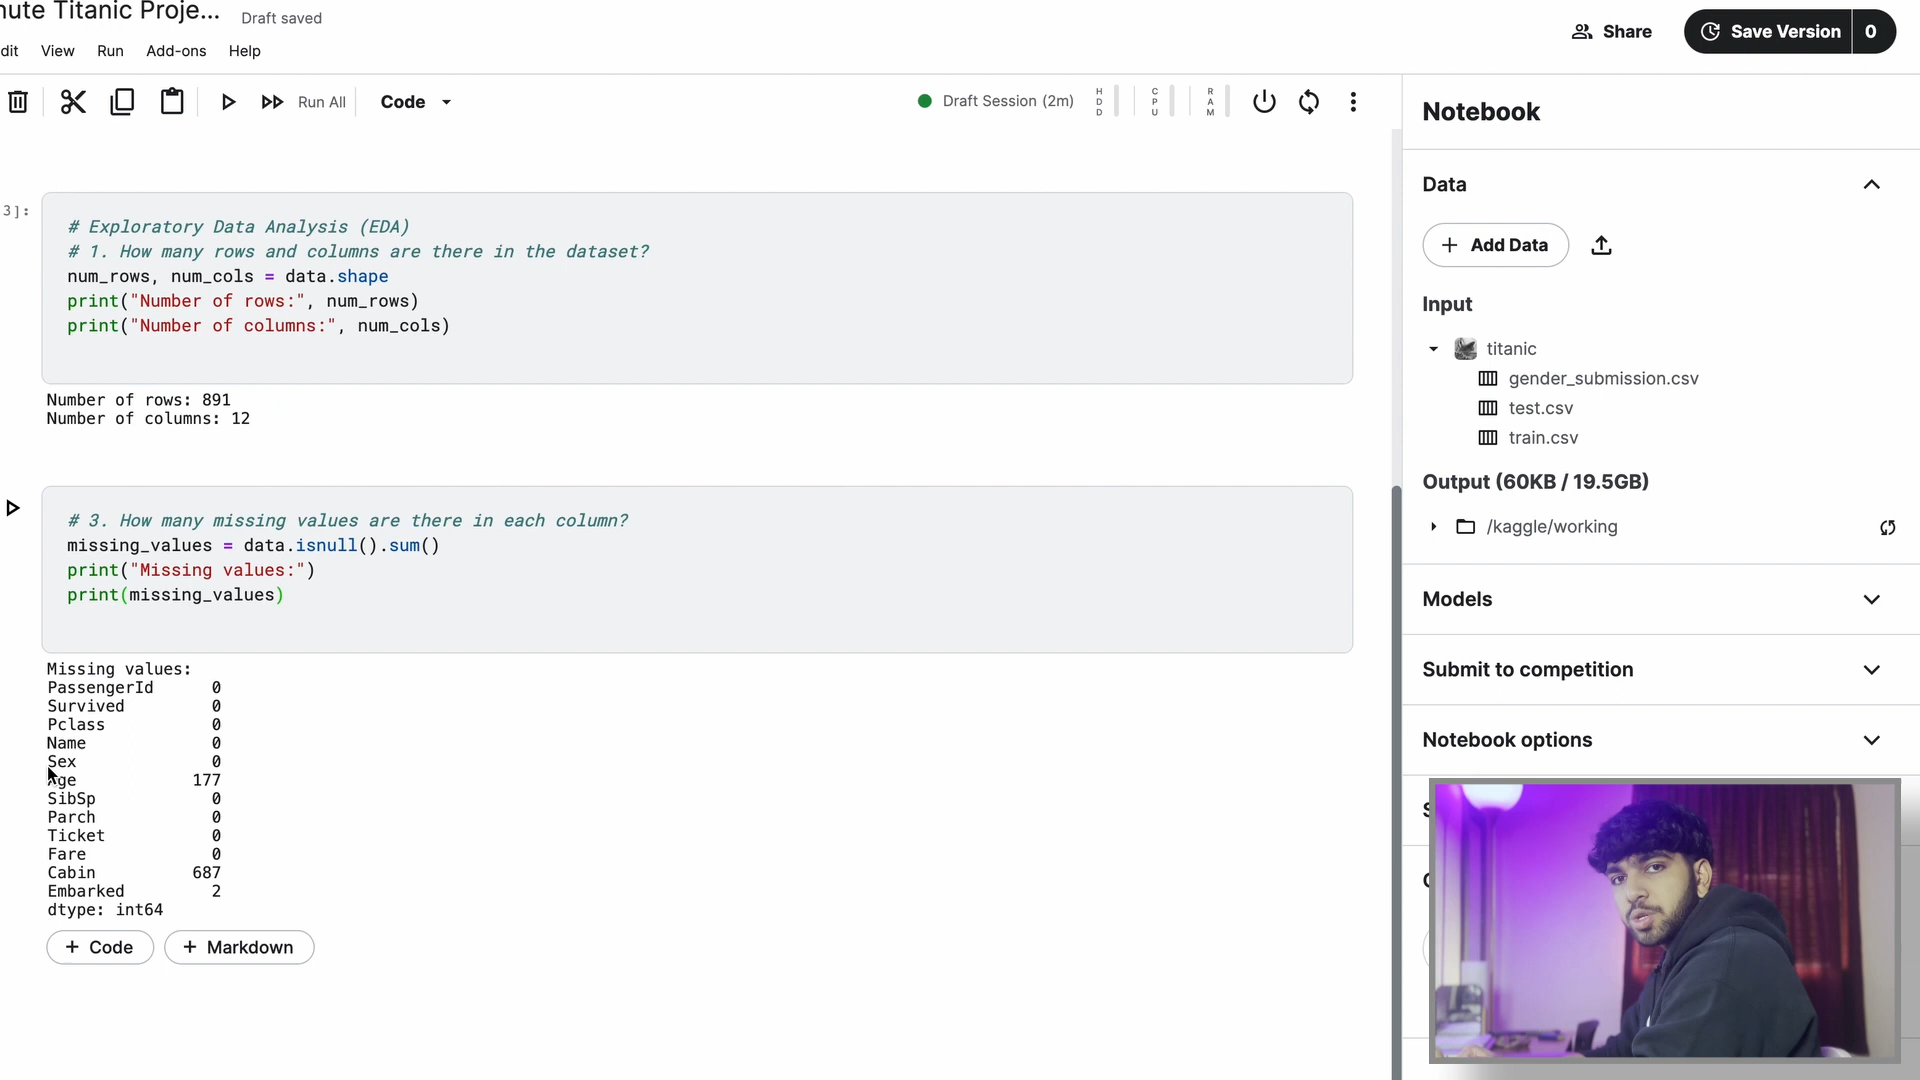 nute Titanic Proje...
Draft saved
dit View Run Add-ons Help
Share
Save Version 0
Run All
Code
Draft Session (2m)
HDD
CPU
RAM
3]:
# Exploratory Data Analysis (EDA)
# 1. How many rows and columns are there in the dataset?
num_rows, num_cols = data.shape
print("Number of rows:", num_rows)
print("Number of columns:", num_cols)
Number of rows: 891
Number of columns: 12
# 3. How many missing values are there in each column?
missing_values = data.isnull().sum()
print("Missing values:")
print(missing_values)
Missing values:
PassengerId 0
Survived 0
Pclass 0
Name 0
Sex 0
Age 177
SibSp 0
Parch 0
Ticket 0
Fare 0
Cabin 687
Embarked 2
dtype: int64
+ Code + Markdown
Notebook
Data
+ Add Data
Input
titanic
gender_submission.csv
test.csv
train.csv
Output (60KB / 19.5GB)
/kaggle/working
Models
Submit to competition
Notebook options